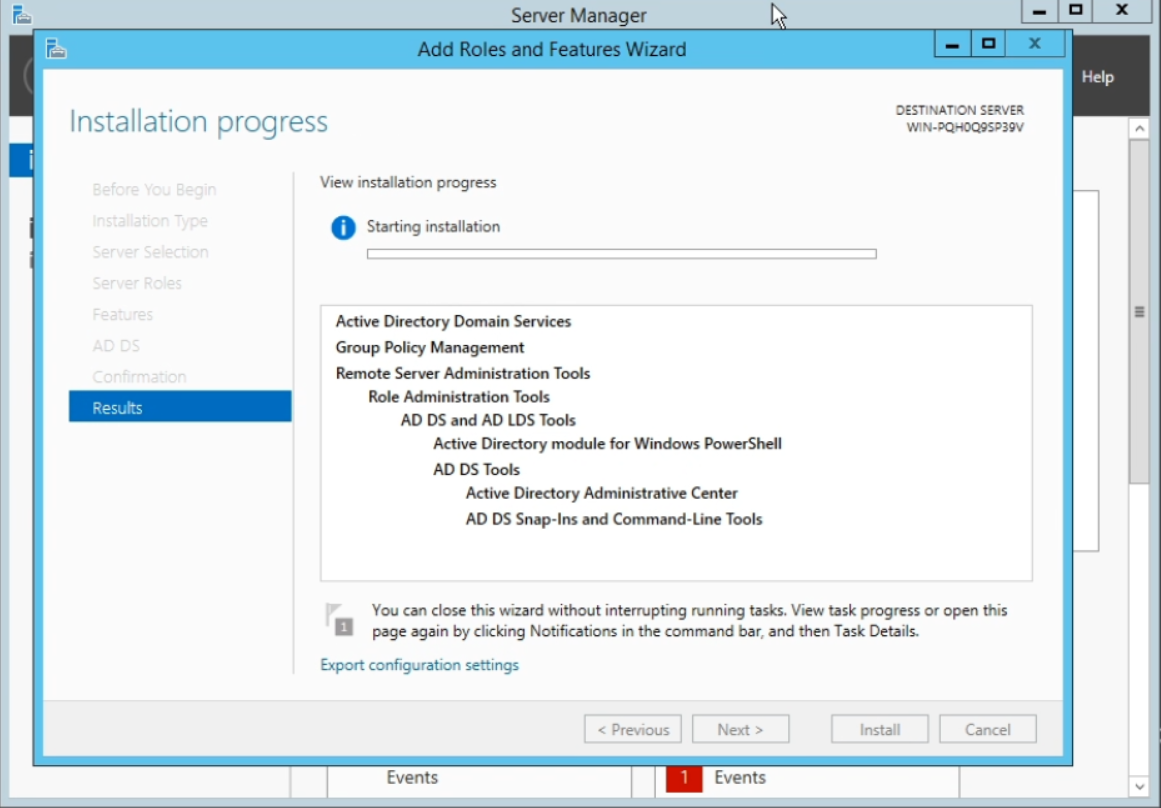 Server Manager
Add Roles and Features Wizard
Help
Installation progress
DESTINATION SERVER
WIN-PQH0Q9SP39V
Before You Begin
Installation Type
Server Selection
Server Roles
Features
AD DS
Confirmation
Results
View installation progress
Starting installation
Active Directory Domain Services
Group Policy Management
Remote Server Administration Tools
Role Administration Tools
AD DS and AD LDS Tools
Active Directory module for Windows PowerShell
AD DS Tools
Active Directory Administrative Center
AD DS Snap-Ins and Command-Line Tools
1
You can close this wizard without interrupting running tasks. View task progress or open this
page again by clicking Notifications in the command bar, and then Task Details.
Export configuration settings
< Previous
Next >
Install
Cancel
Events
1 Events